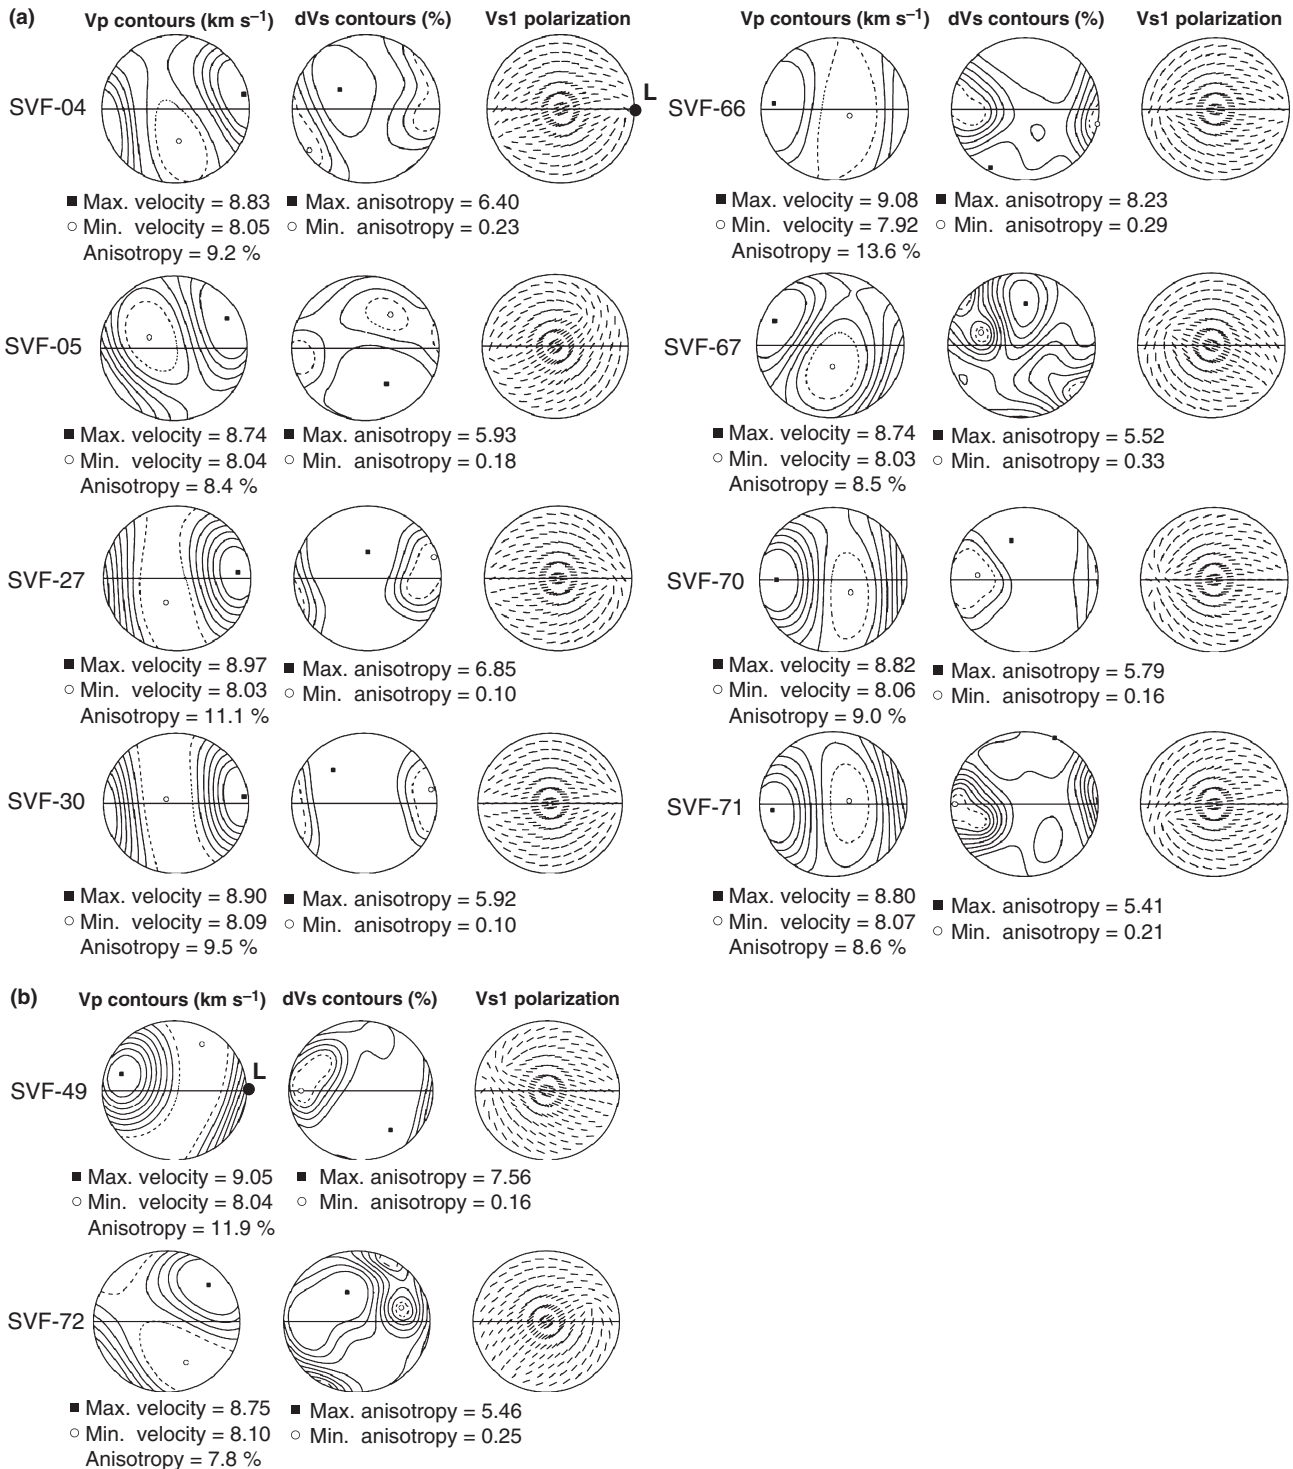 (a)
Vp contours (km s⁻¹) dVs contours (%) Vs1 polarization
SVF-04
L
■ Max. velocity = 8.83
○ Min. velocity = 8.05
Anisotropy = 9.2 %
■ Max. anisotropy = 6.40
○ Min. anisotropy = 0.23
SVF-05
■ Max. velocity = 8.74
○ Min. velocity = 8.04
Anisotropy = 8.4 %
■ Max. anisotropy = 5.93
○ Min. anisotropy = 0.18
SVF-27
■ Max. velocity = 8.97
○ Min. velocity = 8.03
Anisotropy = 11.1 %
■ Max. anisotropy = 6.85
○ Min. anisotropy = 0.10
SVF-30
■ Max. velocity = 8.90
○ Min. velocity = 8.09
Anisotropy = 9.5 %
■ Max. anisotropy = 5.92
○ Min. anisotropy = 0.10
Vp contours (km s⁻¹) dVs contours (%) Vs1 polarization
SVF-66
■ Max. velocity = 9.08
○ Min. velocity = 7.92
Anisotropy = 13.6 %
■ Max. anisotropy = 8.23
○ Min. anisotropy = 0.29
SVF-67
■ Max. velocity = 8.74
○ Min. velocity = 8.03
Anisotropy = 8.5 %
■ Max. anisotropy = 5.52
○ Min. anisotropy = 0.33
SVF-70
■ Max. velocity = 8.82
○ Min. velocity = 8.06
Anisotropy = 9.0 %
■ Max. anisotropy = 5.79
○ Min. anisotropy = 0.16
SVF-71
■ Max. velocity = 8.80
○ Min. velocity = 8.07
Anisotropy = 8.6 %
■ Max. anisotropy = 5.41
○ Min. anisotropy = 0.21
(b)
Vp contours (km s⁻¹) dVs contours (%) Vs1 polarization
SVF-49
L
■ Max. velocity = 9.05
○ Min. velocity = 8.04
Anisotropy = 11.9 %
■ Max. anisotropy = 7.56
○ Min. anisotropy = 0.16
SVF-72
■ Max. velocity = 8.75
○ Min. velocity = 8.10
Anisotropy = 7.8 %
■ Max. anisotropy = 5.46
○ Min. anisotropy = 0.25